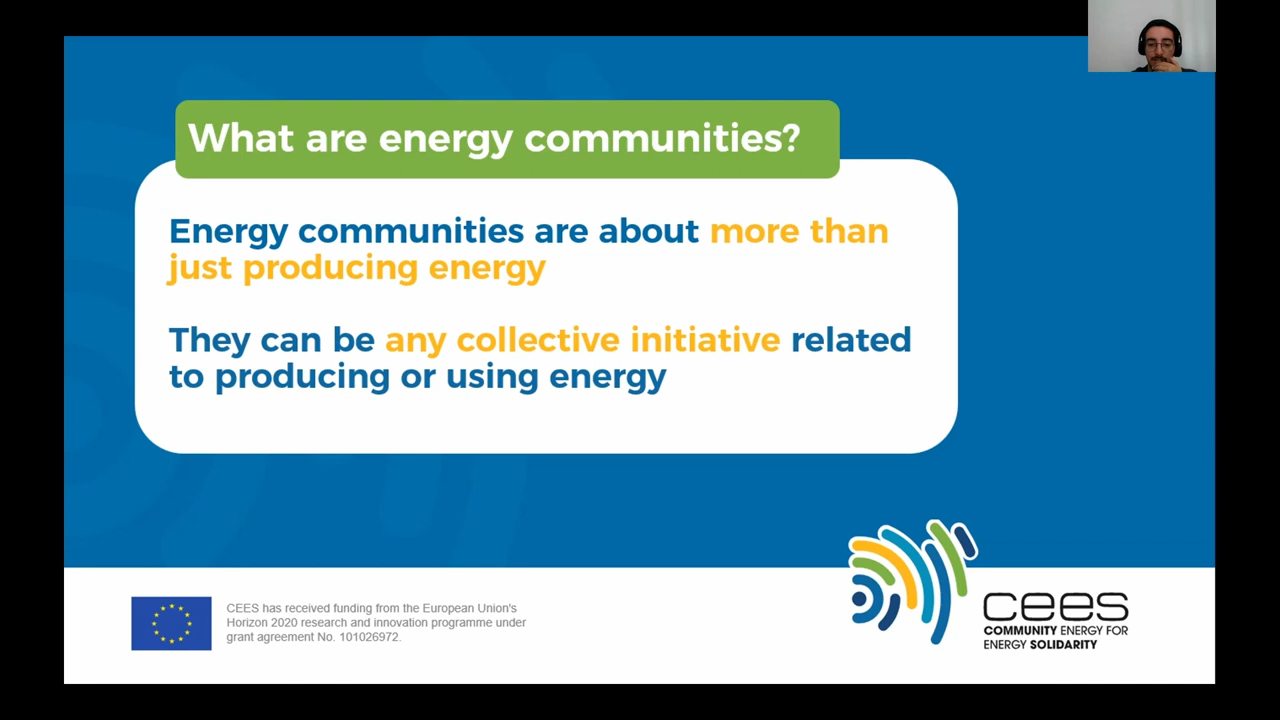 What are energy communities?
Energy communities are about more than
just producing energy
They can be any collective initiative related
to producing or using energy
CEES has received funding from the European Union's
Horizon 2020 research and innovation programme under
grant agreement No. 101026972.
cees
COMMUNITY ENERGY FOR
ENERGY SOLIDARITY